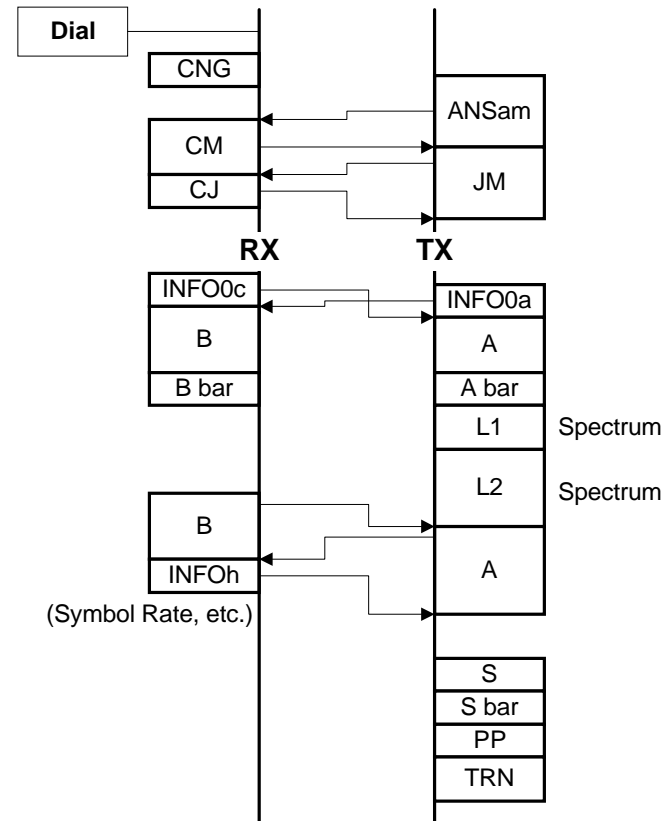 Dial
CNG
ANSam
CM
CJ
JM
RX TX
INFO0c
INFO0a
B
A
B bar
A bar
L1 Spectrum
L2 Spectrum
B
A
INFOh
(Symbol Rate, etc.)
S
S bar
PP
TRN